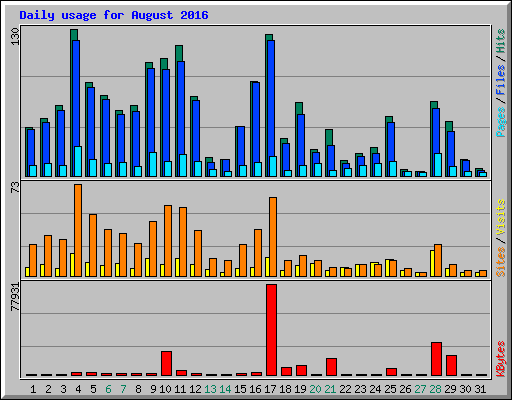 Daily usage for August 2016
130
Pages / Files / Hits
73
Sites / Visits
77931
KBytes
1 2 3 4 5 6 7 8 9 10 11 12 13 14 15 16 17 18 19 20 21 22 23 24 25 26 27 28 29 30 31